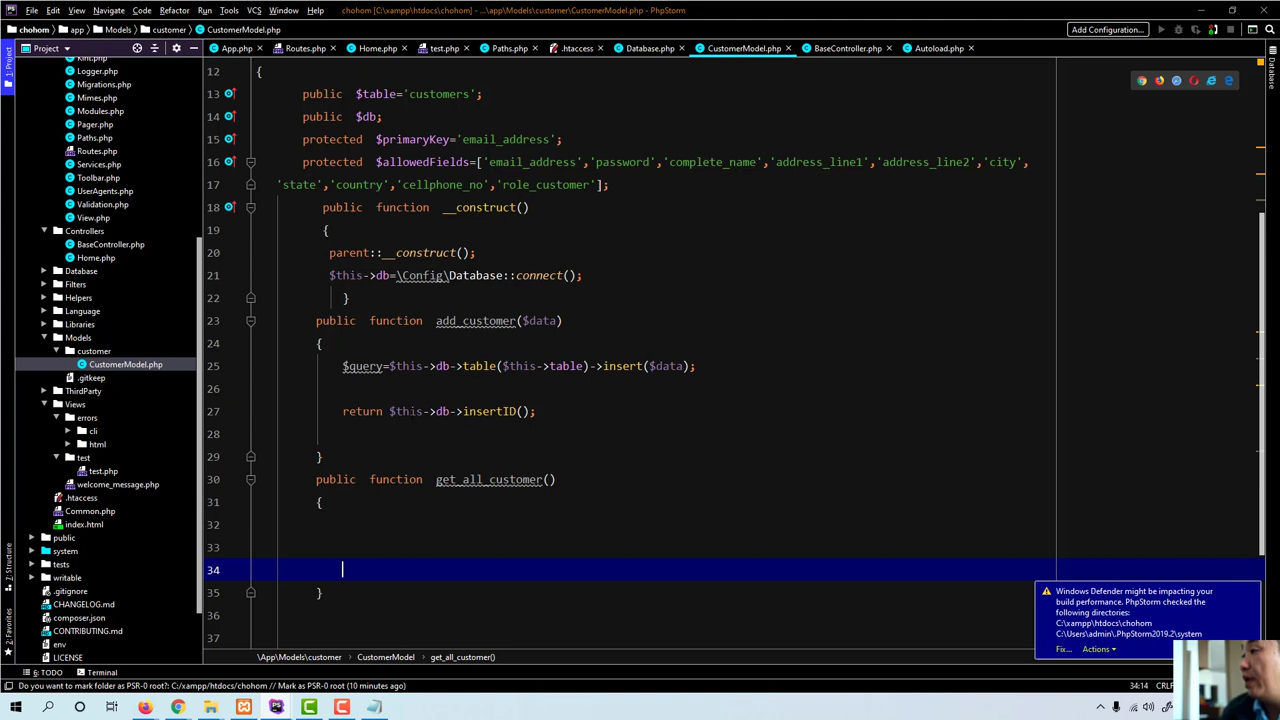 File Edit View Navigate Code Refactor Run Tools VCS Window Help chohom [C:\xampp\htdocs\chohom] - ...\app\Models\customer\CustomerModel.php - PhpStorm
chohom app Models customer CustomerModel.php Add Configuration...
Project App.php Routes.php Home.php test.php Paths.php .htaccess Database.php CustomerModel.php BaseController.php Autoload.php
1: Project
Z: Structure
2: Favorites
Database
Kint.php
Logger.php
Migrations.php
Mimes.php
Modules.php
Pager.php
Paths.php
Routes.php
Services.php
Toolbar.php
UserAgents.php
Validation.php
View.php
Controllers
BaseController.php
Home.php
Database
Filters
Helpers
Language
Libraries
Models
customer
CustomerModel.php
.gitkeep
ThirdParty
Views
errors
cli
html
test
test.php
welcome_message.php
.htaccess
Common.php
index.html
public
system
tests
writable
.gitignore
CHANGELOG.md
composer.json
CONTRIBUTING.md
env
LICENSE
12 {
13 public $table='customers';
14 public $db;
15 protected $primaryKey='email_address';
16 protected $allowedFields=['email_address','password','complete_name','address_line1','address_line2','city',
17 'state','country','cellphone_no','role_customer'];
18 public function __construct()
19 {
20 parent::__construct();
21 $this->db=\Config\Database::connect();
22 }
23 public function add_customer($data)
24 {
25 $query=$this->db->table($this->table)->insert($data);
26
27 return $this->db->insertID();
28
29 }
30 public function get_all_customer()
31 {
32
33
34
35 }
36
37
Windows Defender might be impacting your
build performance. PhpStorm checked the
following directories:
C:\xampp\htdocs\chohom
C:\Users\admin\.PhpStorm2019.2\system
Fix... Actions
\App\Models\customer CustomerModel get_all_customer()
6: TODO Terminal
Do you want to mark folder as PSR-0 root?: C:/xampp/htdocs/chohom // Mark as PSR-0 root (10 minutes ago) 34:14